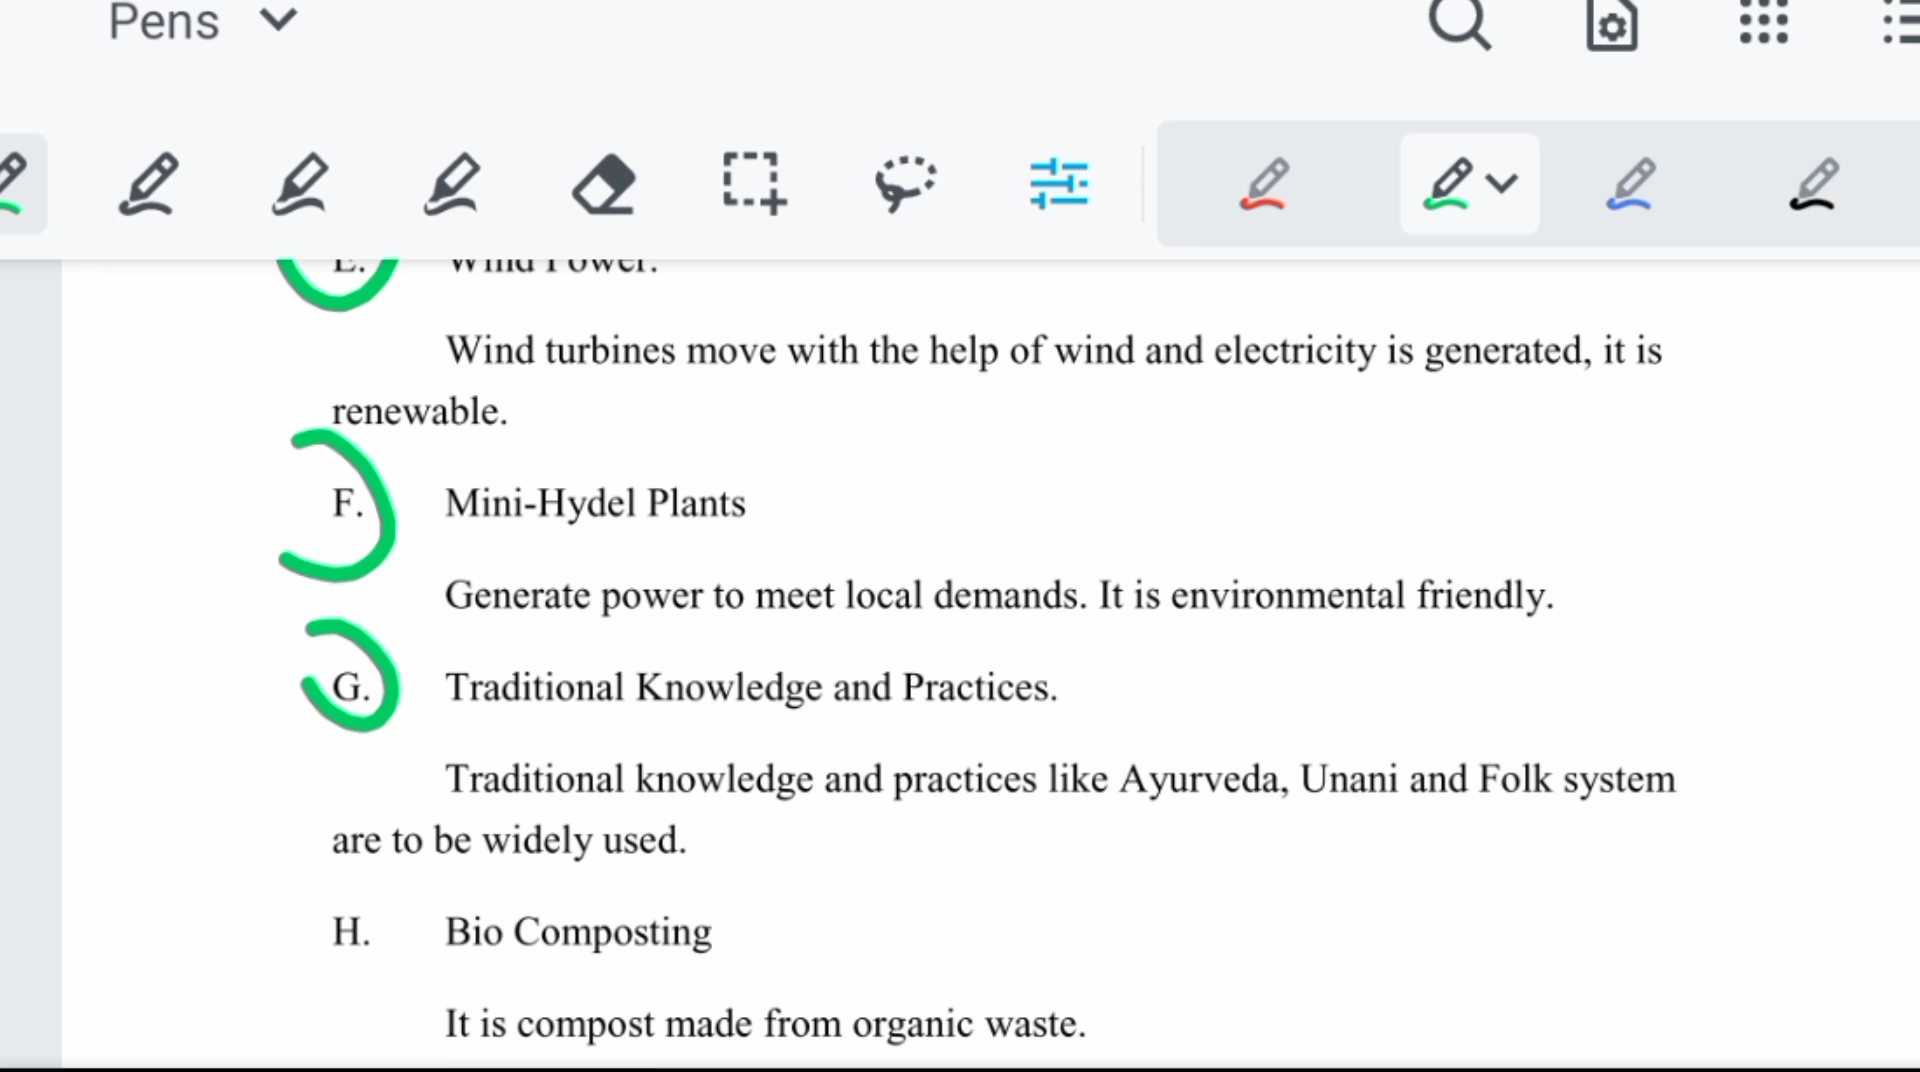 Pens
E. Wind Power.
Wind turbines move with the help of wind and electricity is generated, it is
renewable.
F. Mini-Hydel Plants
Generate power to meet local demands. It is environmental friendly.
G. Traditional Knowledge and Practices.
Traditional knowledge and practices like Ayurveda, Unani and Folk system
are to be widely used.
H. Bio Composting
It is compost made from organic waste.